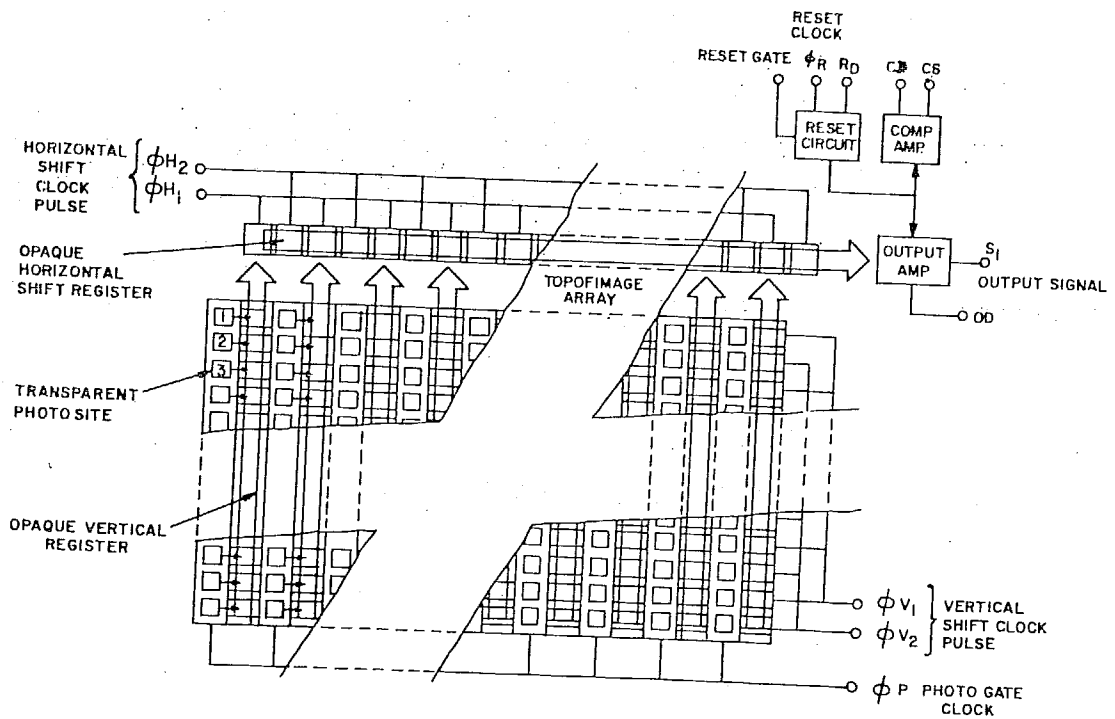 RESET
CLOCK
RESET GATE ϕR RD C CS
RESET
CIRCUIT
COMP
AMP.
HORIZONTAL
SHIFT
CLOCK
PULSE
ϕH2
ϕH1
OPAQUE
HORIZONTAL
SHIFT REGISTER
TOPOFIMAGE
ARRAY
OUTPUT
AMP
S1
OUTPUT SIGNAL
OD
1
2
3
TRANSPARENT
PHOTO SITE
OPAQUE VERTICAL
REGISTER
ϕV1
ϕV2
VERTICAL
SHIFT CLOCK
PULSE
ϕP PHOTO GATE
CLOCK